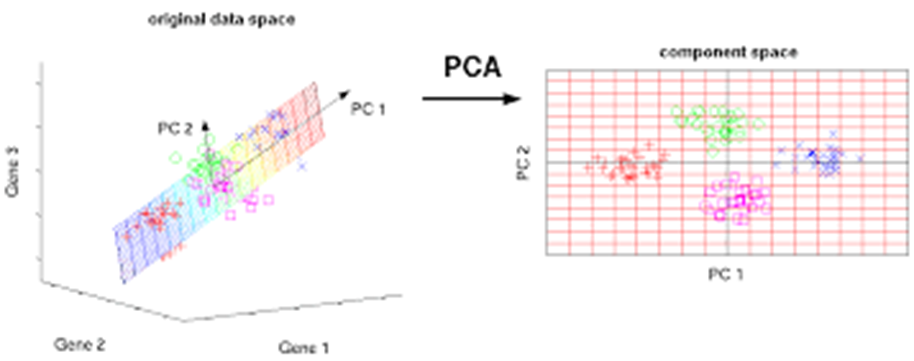 original data space
PC 1
PC 2
Gene 3
Gene 2
Gene 1
PCA
component space
PC 2
PC 1